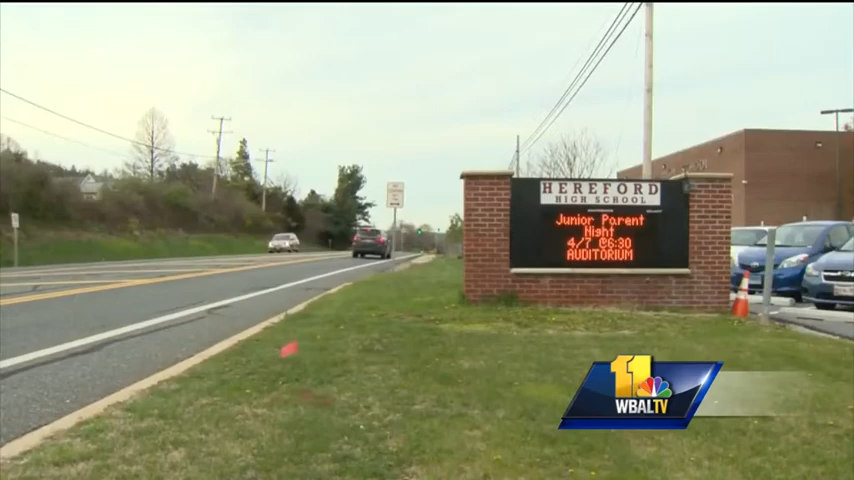 HEREFORD
HIGH SCHOOL
Junior Parent
Night
4/7 @6:30
AUDITORIUM
11
WBALTV